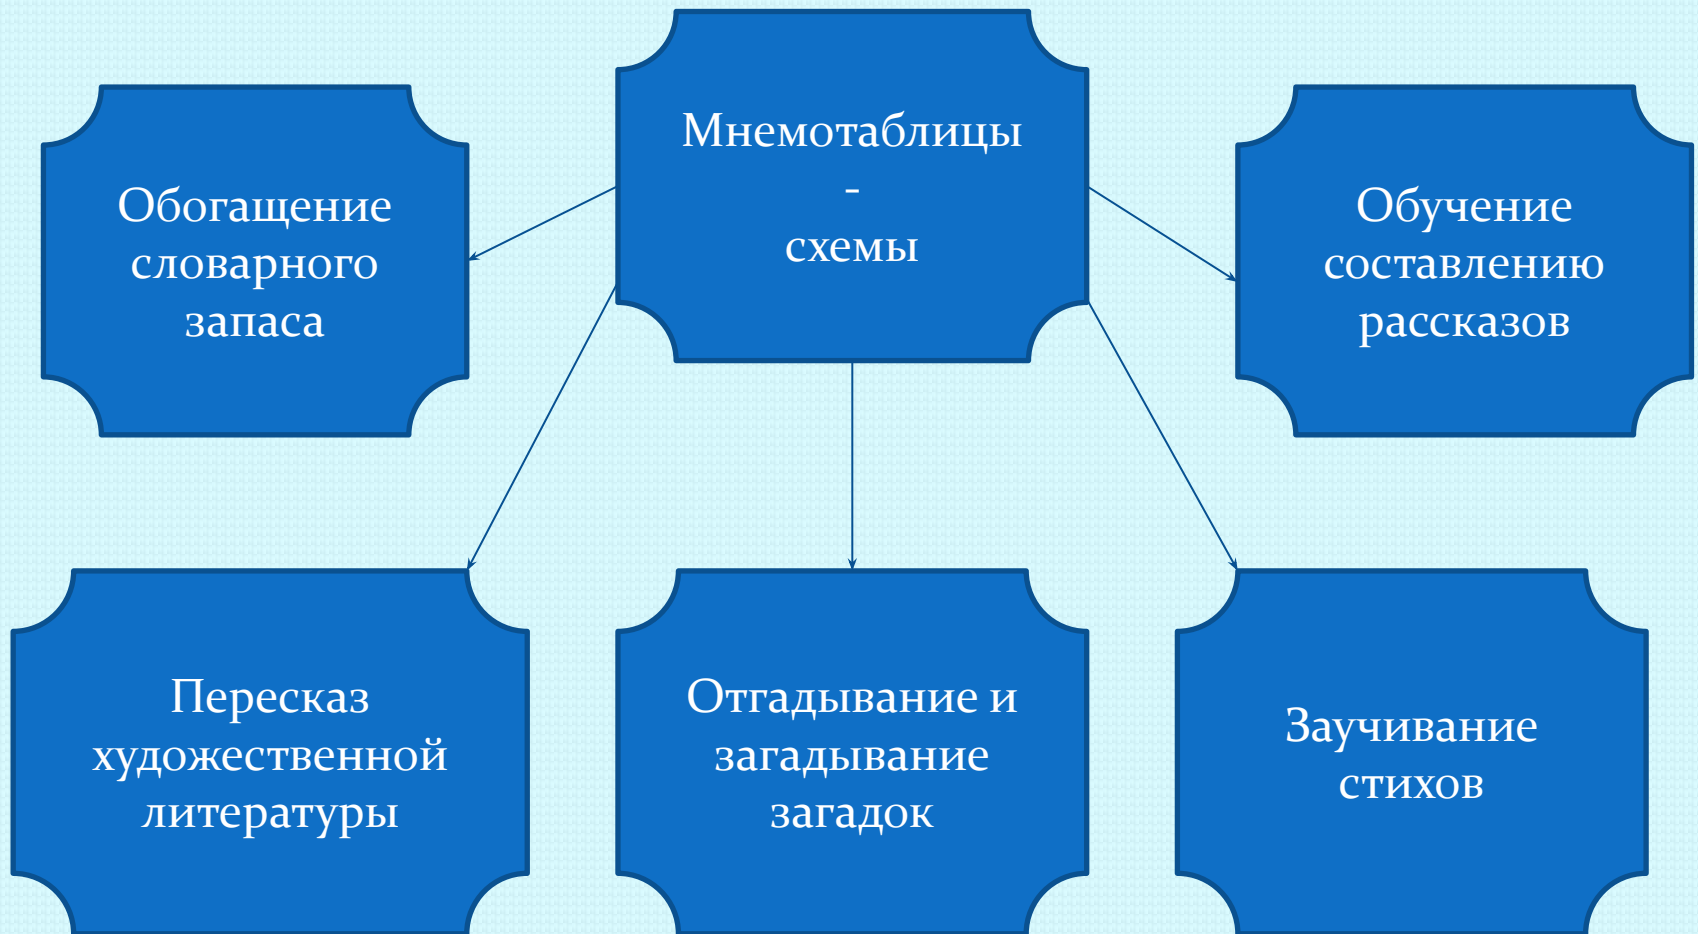 Мнемотаблицы
-
схемы
Обогащение
словарного
запаса
Обучение
составлению
рассказов
Пересказ
художественной
литературы
Отгадывание и
загадывание
загадок
Заучивание
стихов